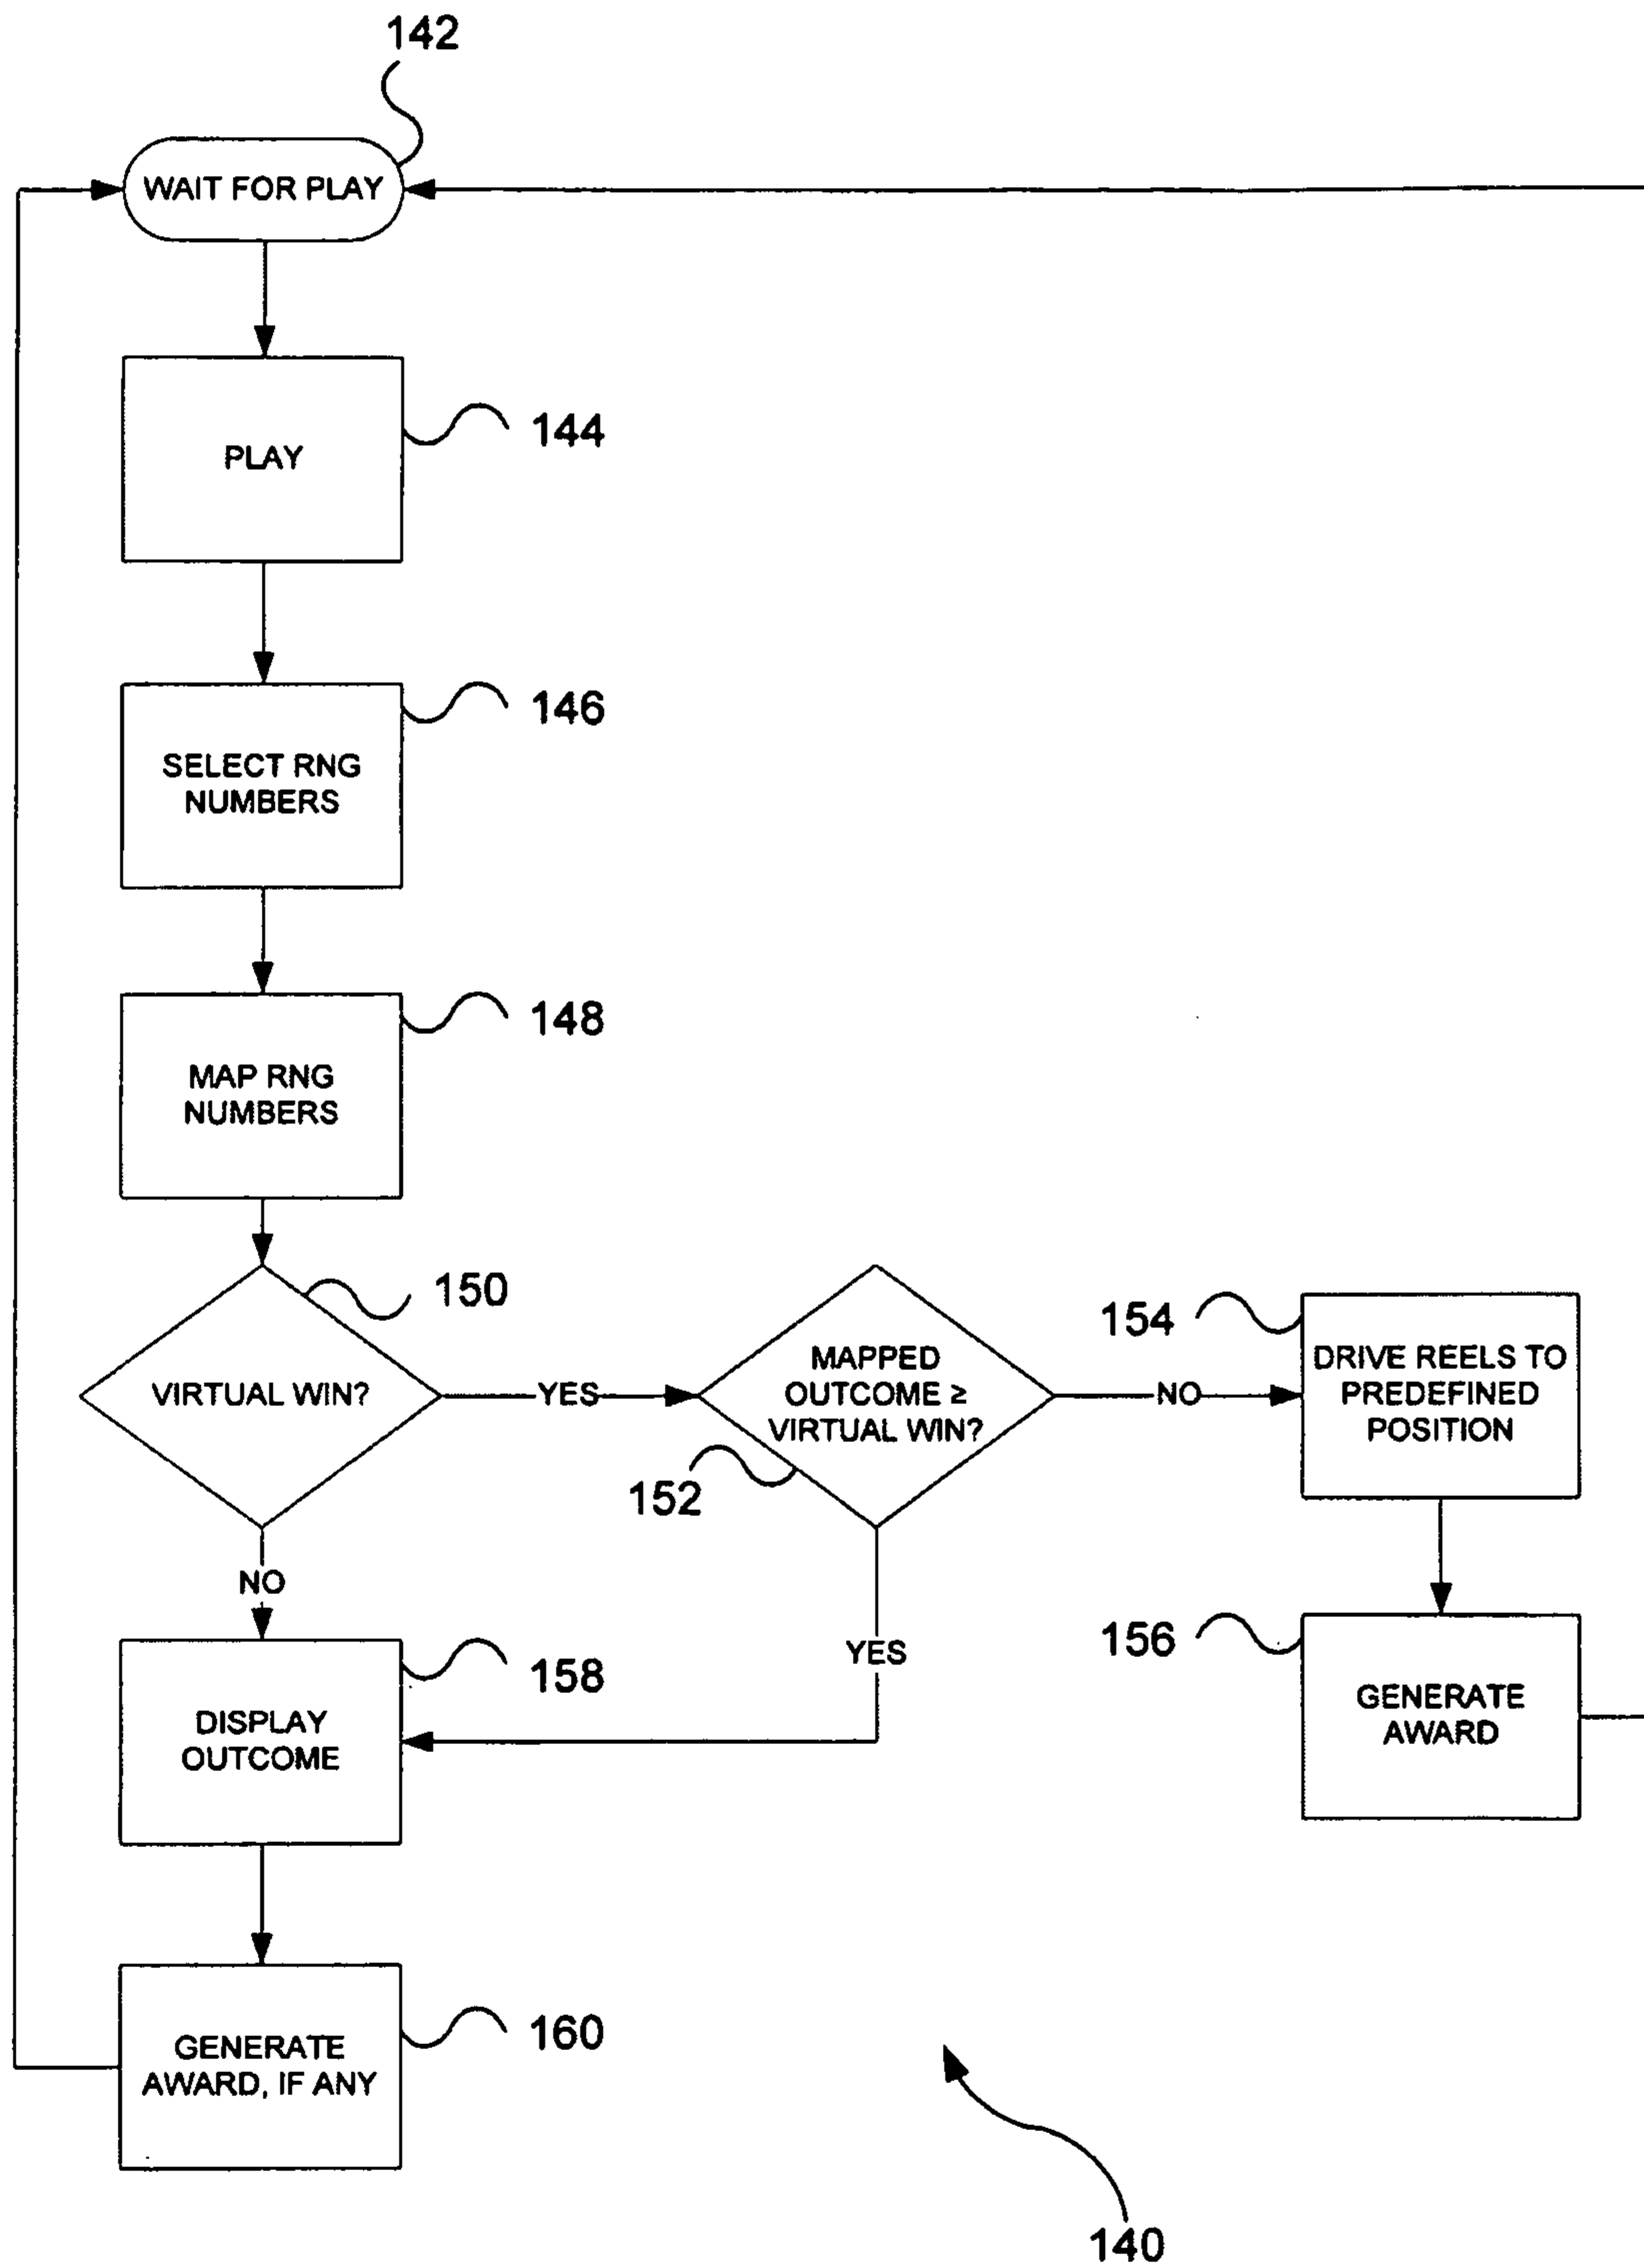 142
WAIT FOR PLAY
PLAY
144
SELECT RNG
NUMBERS
146
MAP RNG
NUMBERS
148
VIRTUAL WIN?
150
YES
MAPPED
OUTCOME ≥
VIRTUAL WIN?
152
NO
154
DRIVE REELS TO
PREDEFINED
POSITION
NO
YES
156
GENERATE
AWARD
DISPLAY
OUTCOME
158
GENERATE
AWARD, IF ANY
160
140